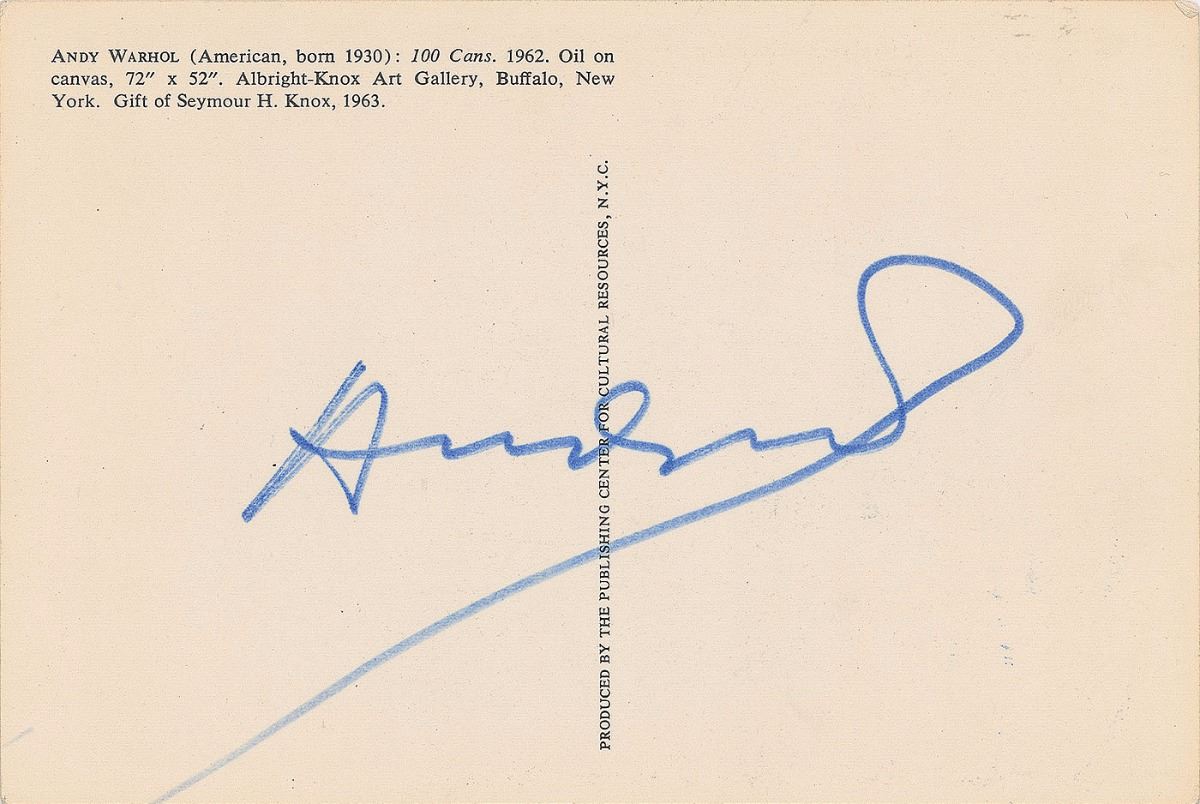 ANDY WARHOL (American, born 1930): 100 Cans. 1962. Oil on
canvas, 72″ x 52″. Albright-Knox Art Gallery, Buffalo, New
York. Gift of Seymour H. Knox, 1963.
PRODUCED BY THE PUBLISHING CENTER FOR CULTURAL RESOURCES, N.Y.C.